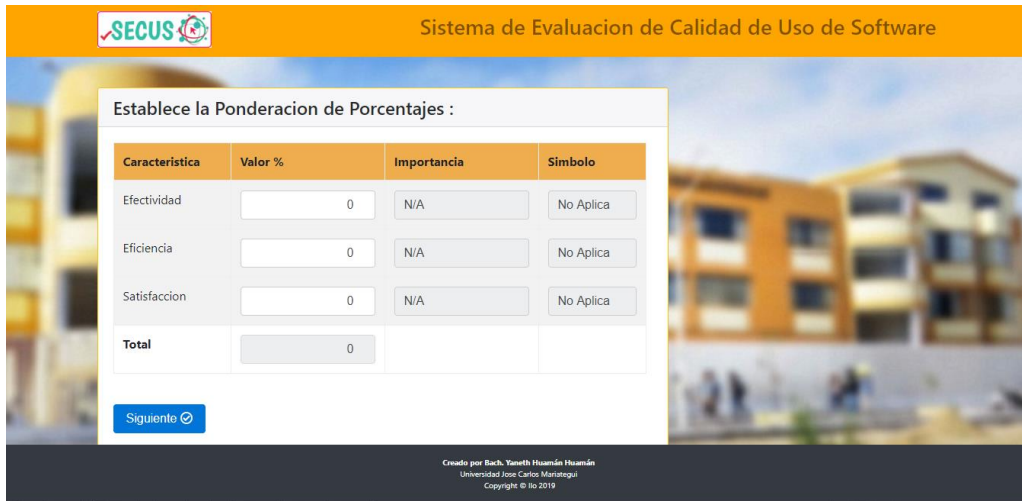 SECUS
Sistema de Evaluacion de Calidad de Uso de Software
Establece la Ponderacion de Porcentajes :
Caracteristica Valor % Importancia Simbolo
Efectividad 0 N/A No Aplica
Eficiencia 0 N/A No Aplica
Satisfaccion 0 N/A No Aplica
Total 0
Siguiente
Creado por Bach. Yaneth Huamán Huamán
Universidad Jose Carlos Mariategui
Copyright © Ilo 2019